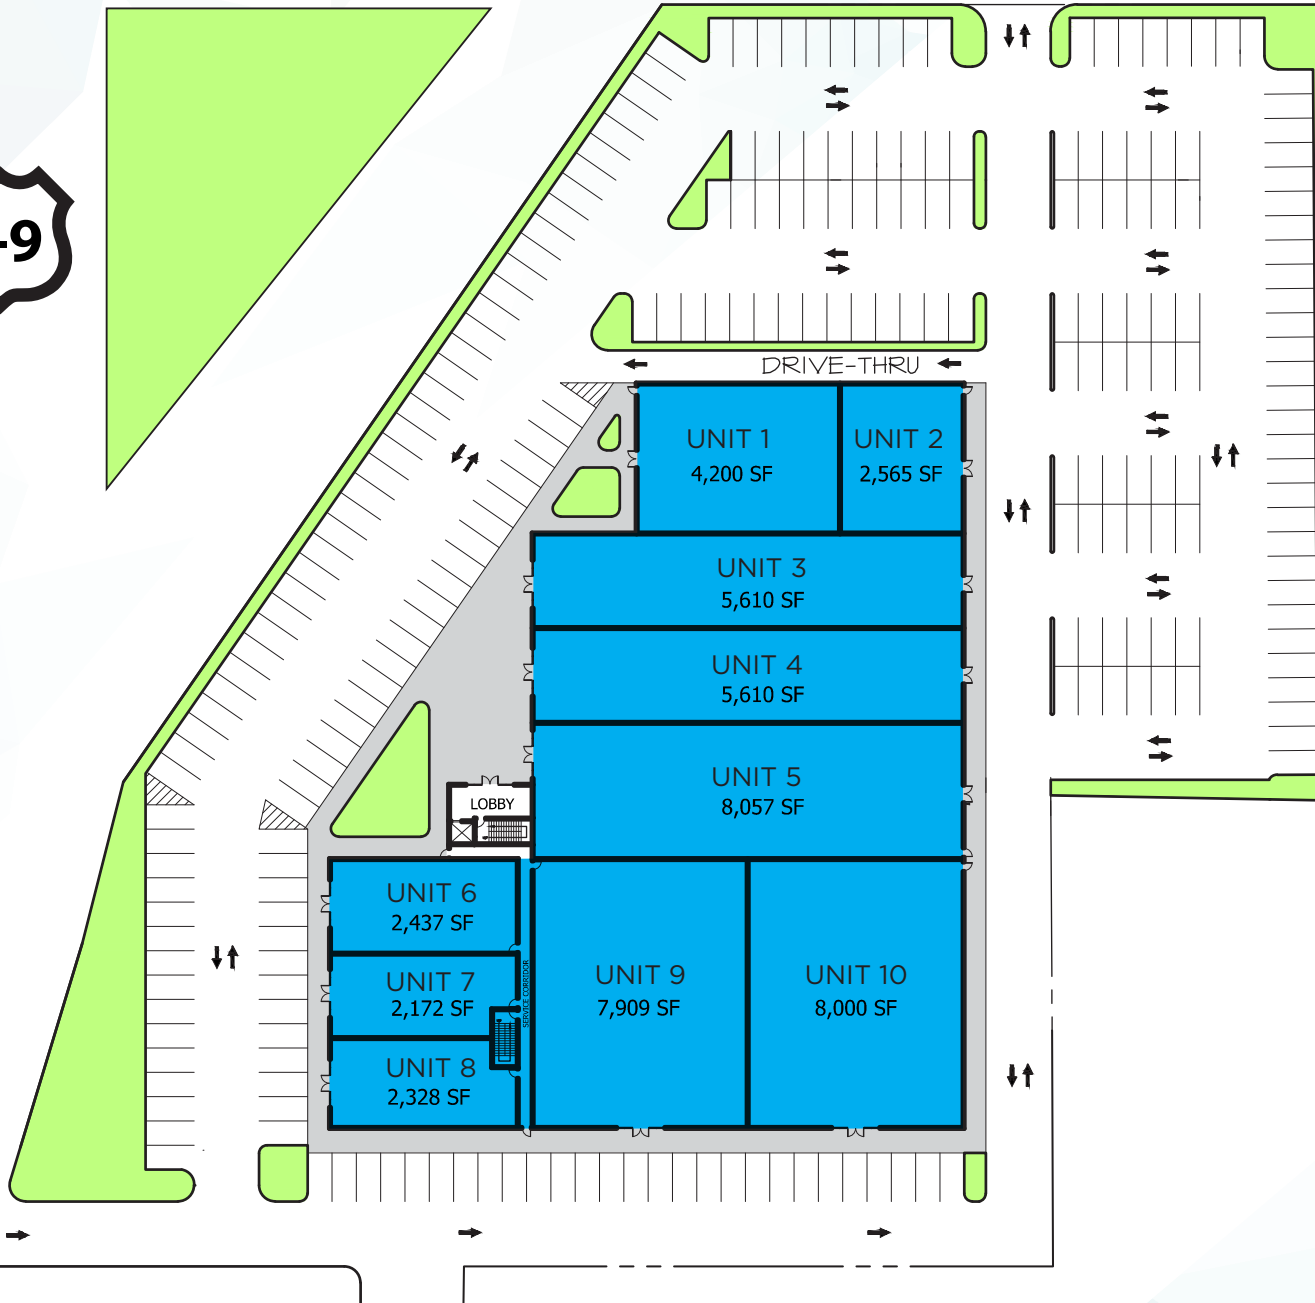 -9
DRIVE-THRU
UNIT 1
4,200 SF
UNIT 2
2,565 SF
UNIT 3
5,610 SF
UNIT 4
5,610 SF
UNIT 5
8,057 SF
LOBBY
UNIT 6
2,437 SF
UNIT 7
2,172 SF
SERVICE CORRIDOR
UNIT 8
2,328 SF
UNIT 9
7,909 SF
UNIT 10
8,000 SF